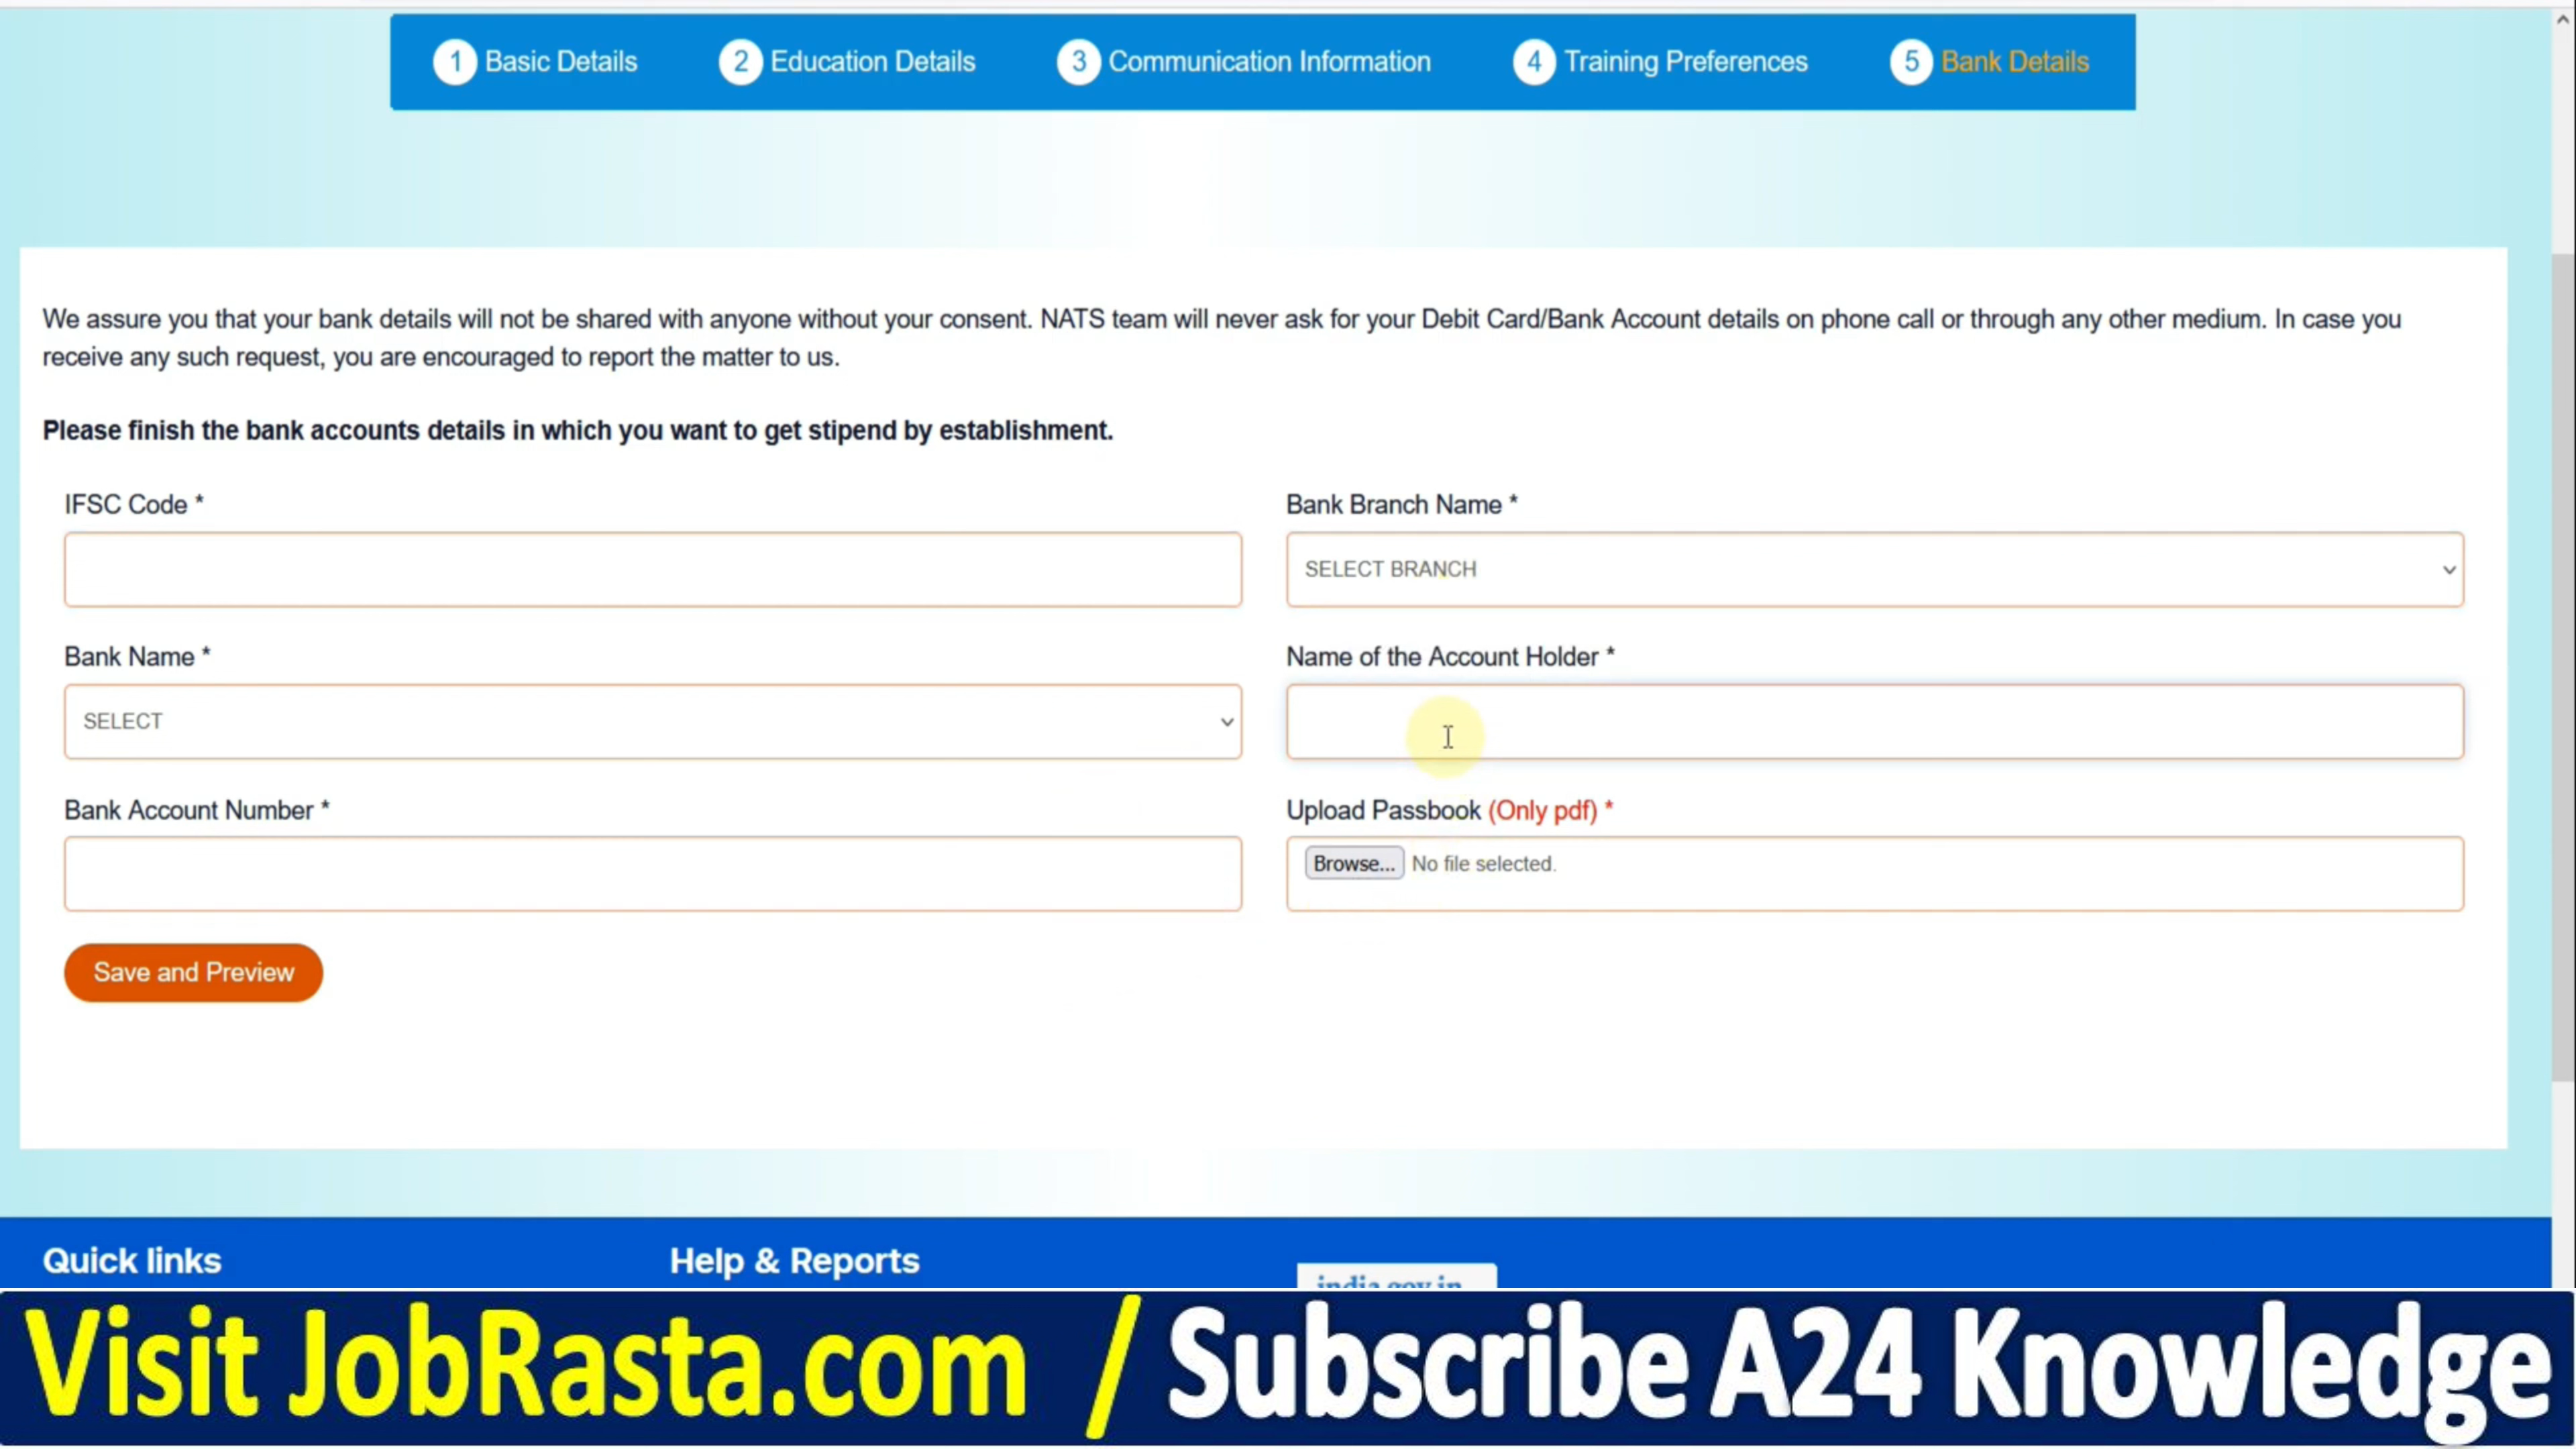 1 Basic Details 2 Education Details 3 Communication Information 4 Training Preferences 5 Bank Details
We assure you that your bank details will not be shared with anyone without your consent. NATS team will never ask for your Debit Card/Bank Account details on phone call or through any other medium. In case you
receive any such request, you are encouraged to report the matter to us.
Please finish the bank accounts details in which you want to get stipend by establishment.
IFSC Code * Bank Branch Name *
SELECT BRANCH
Bank Name * Name of the Account Holder *
SELECT
Bank Account Number * Upload Passbook (Only pdf) *
Browse... No file selected.
Save and Preview
Quick links Help & Reports
india.gov.in
Visit JobRasta.com / Subscribe A24 Knowledge